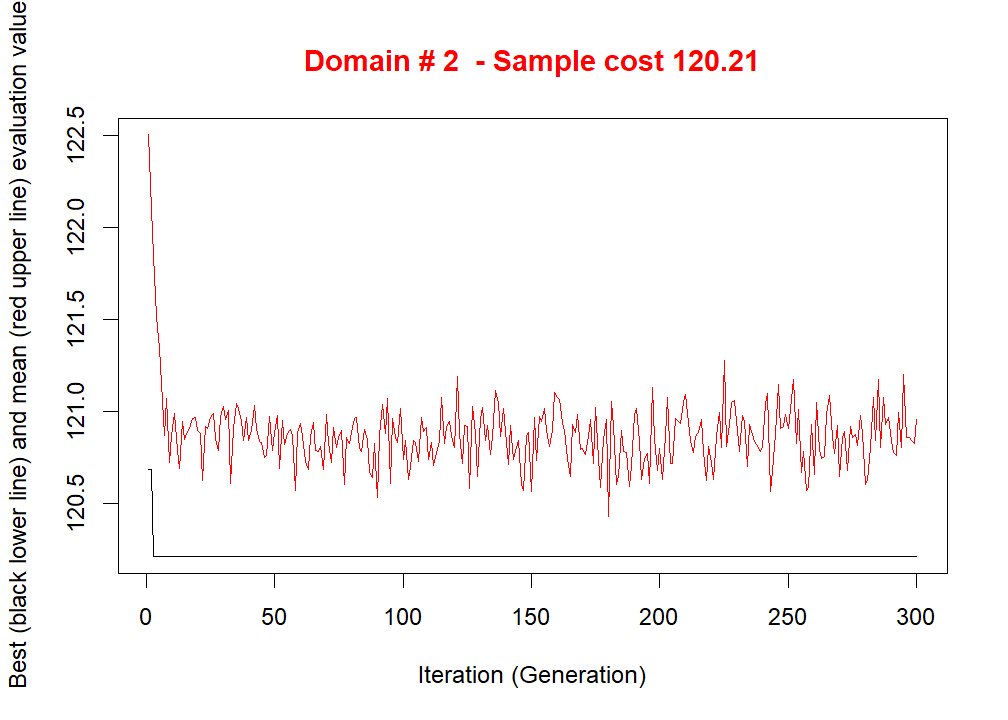 Domain # 2  - Sample cost 120.21
Best (black lower line) and mean (red upper line) evaluation value
122.5
122.0
121.5
121.0
120.5
0 50 100 150 200 250 300
Iteration (Generation)